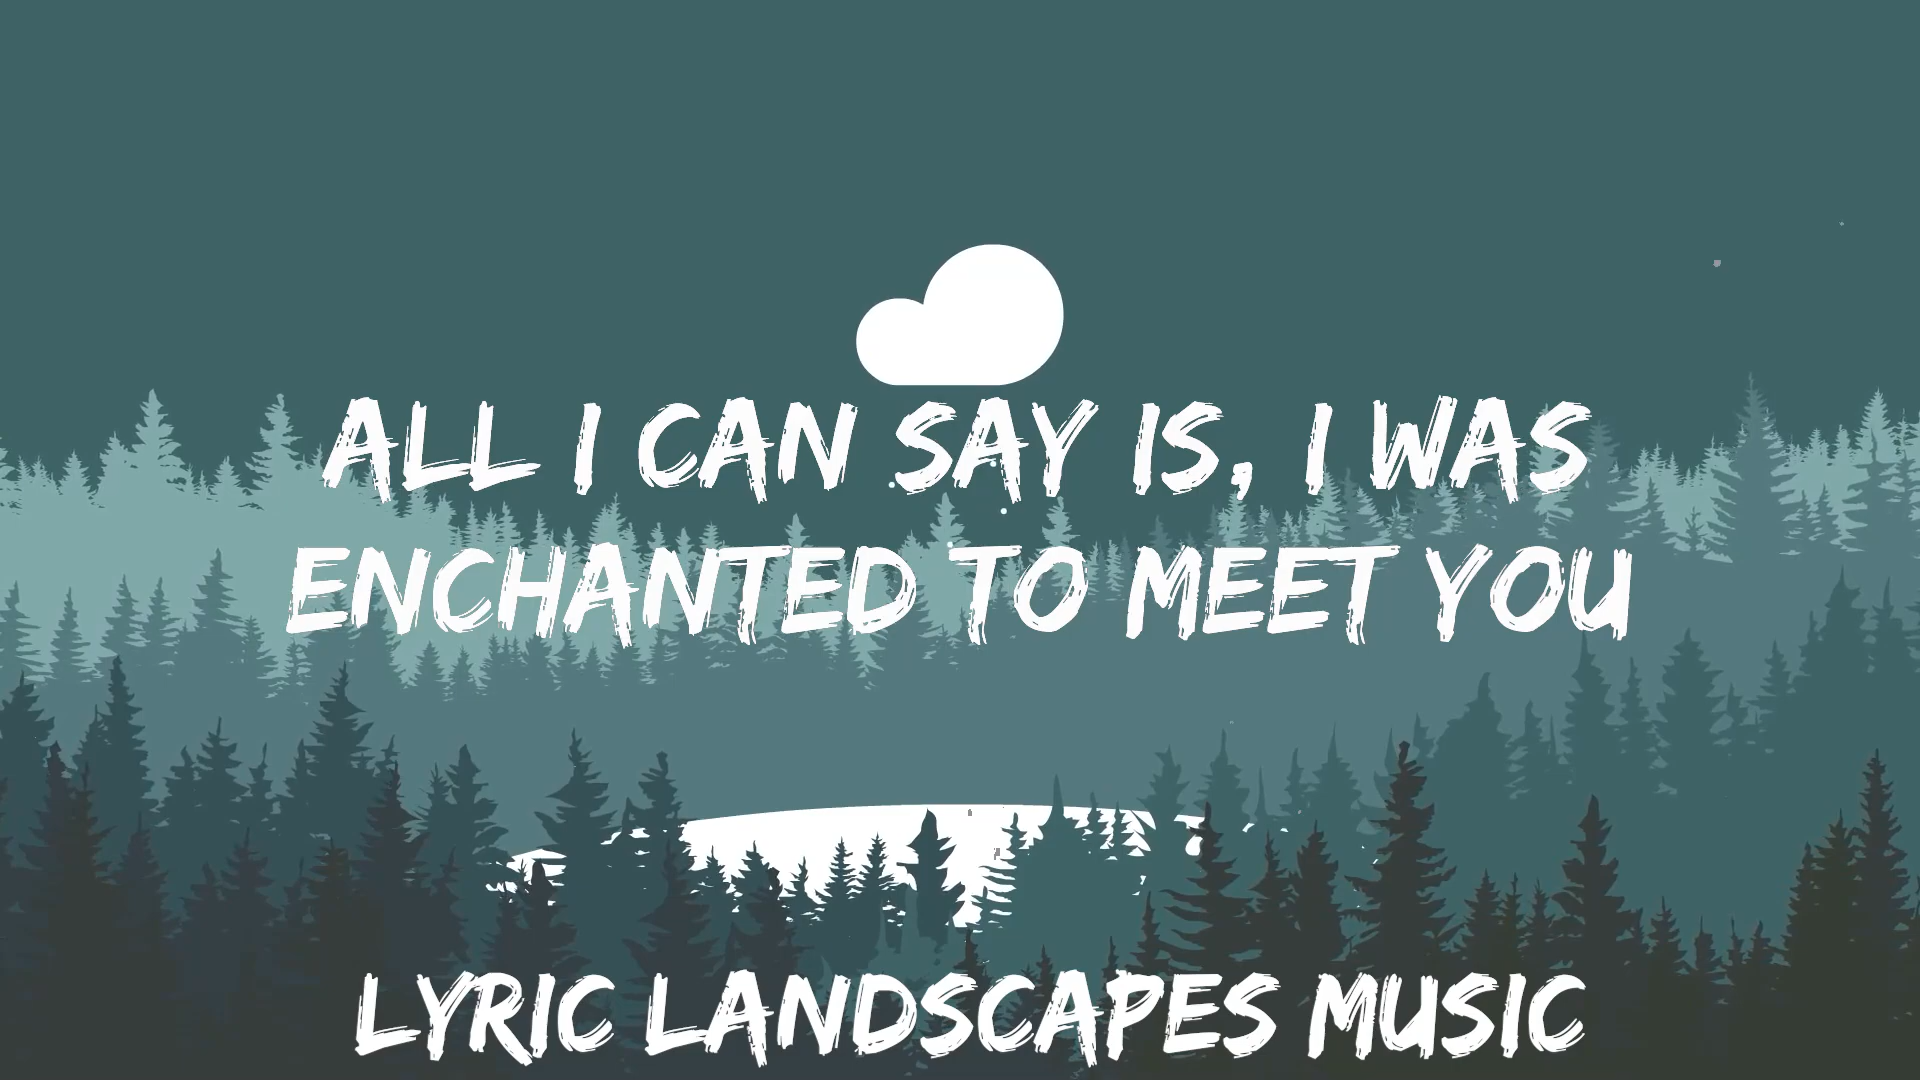 ALL I CAN SAY IS, I WAS
ENCHANTED TO MEET YOU
LYRIC LANDSCAPES MUSIC